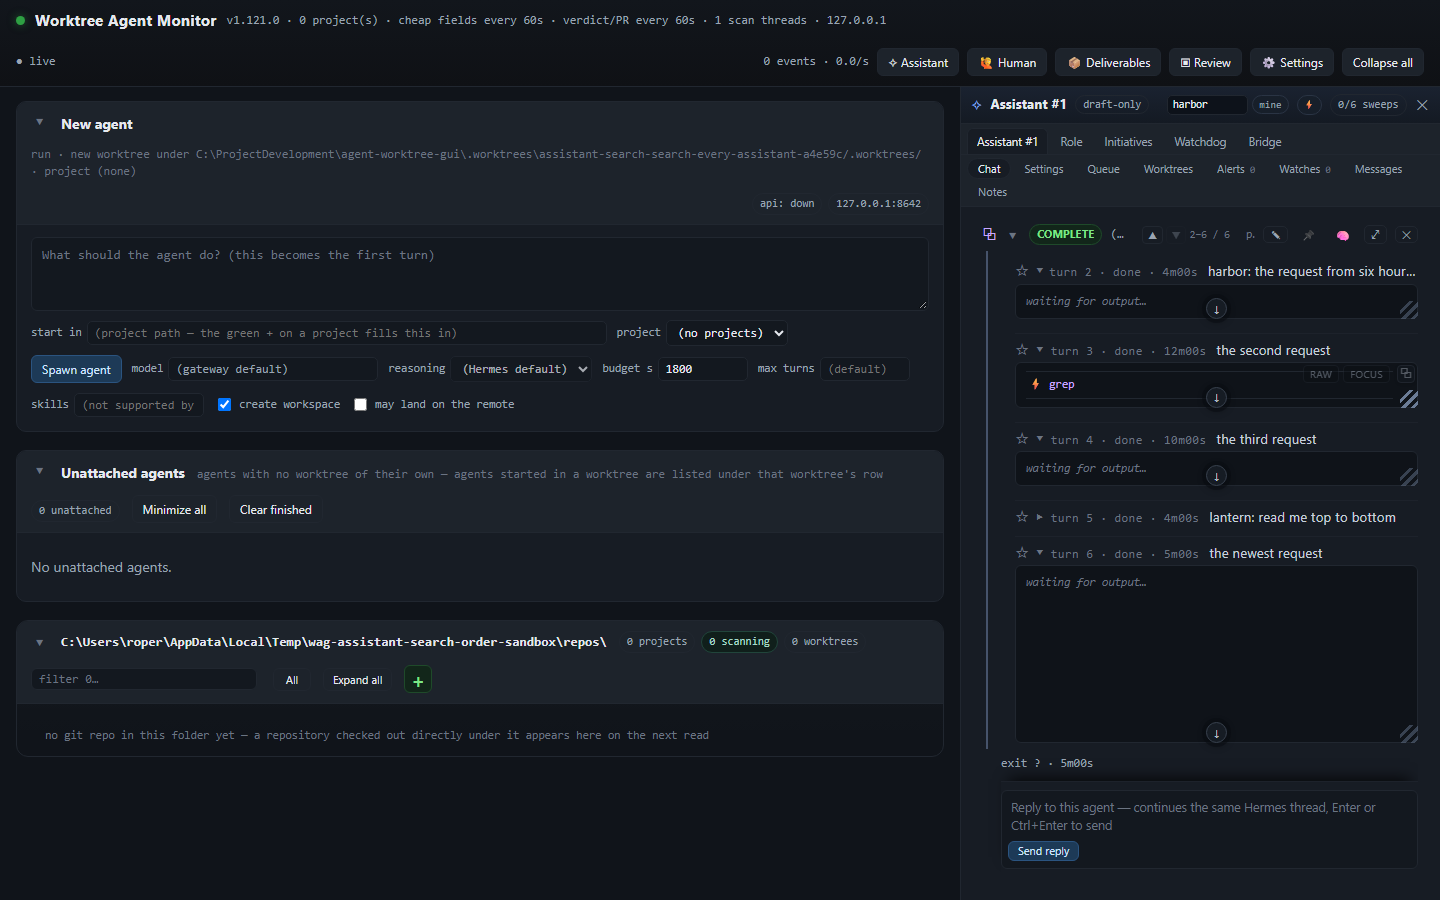 Worktree Agent Monitor v1.121.0 · 0 project(s) · cheap fields every 60s · verdict/PR every 60s · 1 scan threads · 127.0.0.1
live
0 events · 0.0/s
Assistant
Human
Deliverables
Review
Settings
Collapse all
New agent
run · new worktree under C:\ProjectDevelopment\agent-worktree-gui\.worktrees\assistant-search-search-every-assistant-a4e59c/.worktrees/
· project (none)
api: down 127.0.0.1:8642
What should the agent do? (this becomes the first turn)
start in (project path — the green + on a project fills this in) project (no projects)
Spawn agent model (gateway default) reasoning (Hermes default) budget s 1800 max turns (default)
skills (not supported by create workspace may land on the remote
Unattached agents agents with no worktree of their own — agents started in a worktree are listed under that worktree's row
0 unattached Minimize all Clear finished
No unattached agents.
C:\Users\roper\AppData\Local\Temp\wag-assistant-search-order-sandbox\repos\ 0 projects 0 scanning 0 worktrees
filter 0… All Expand all +
no git repo in this folder yet — a repository checked out directly under it appears here on the next read
Assistant #1 draft-only harbor mine 0/6 sweeps
Assistant #1 Role Initiatives Watchdog Bridge
Chat Settings Queue Worktrees Alerts 0 Watches 0 Messages
Notes
COMPLETE (… 2–6 / 6 p.
turn 2 · done · 4m00s harbor: the request from six hour…
waiting for output…
turn 3 · done · 12m00s the second request
RAW FOCUS
grep
turn 4 · done · 10m00s the third request
waiting for output…
turn 5 · done · 4m00s lantern: read me top to bottom
turn 6 · done · 5m00s the newest request
waiting for output…
exit ? · 5m00s
Reply to this agent — continues the same Hermes thread, Enter or
Ctrl+Enter to send
Send reply